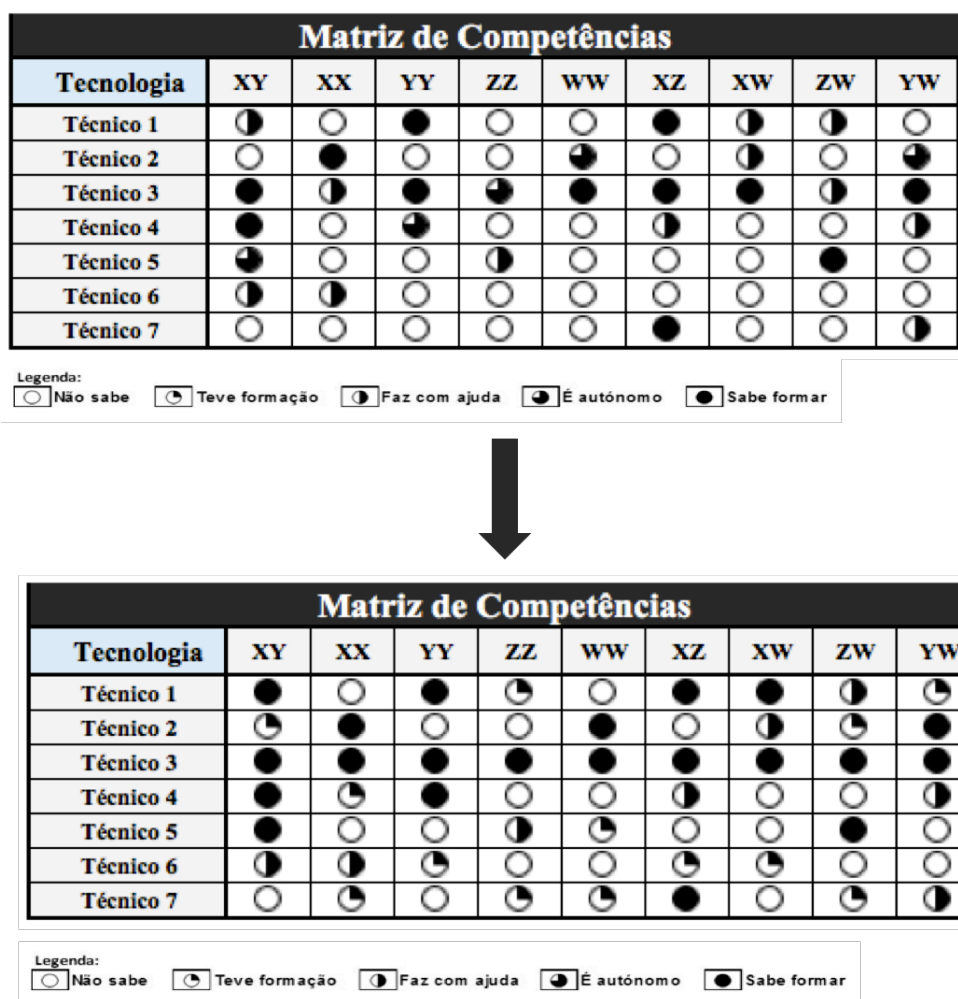 Matriz de Competências
Tecnologia XY XX YY ZZ WW XZ XW ZW YW
Técnico 1
Técnico 2
Técnico 3
Técnico 4
Técnico 5
Técnico 6
Técnico 7
Legenda:
Não sabe Teve formação Faz com ajuda É autónomo Sabe formar
Matriz de Competências
Tecnologia XY XX YY ZZ WW XZ XW ZW YW
Técnico 1
Técnico 2
Técnico 3
Técnico 4
Técnico 5
Técnico 6
Técnico 7
Legenda:
Não sabe Teve formação Faz com ajuda É autónomo Sabe formar